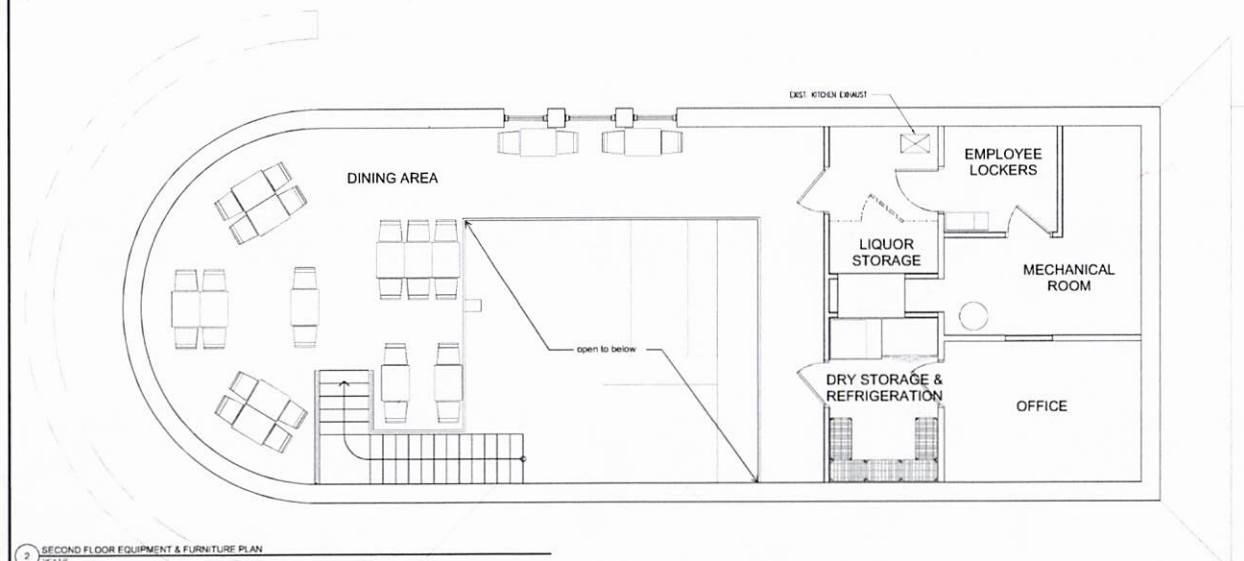 EXIST. KITCHEN EXHAUST
EMPLOYEE
LOCKERS
DINING AREA
LIQUOR
STORAGE
MECHANICAL
ROOM
open to below
DRY STORAGE &
REFRIGERATION
OFFICE
2
SECOND FLOOR EQUIPMENT & FURNITURE PLAN